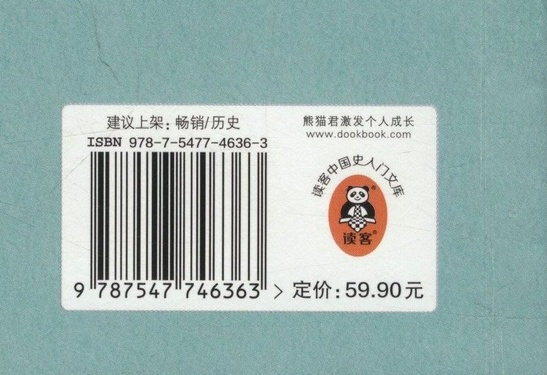 建议上架：畅销/历史
ISBN 978-7-5477-4636-3
9 787547 746363 >
熊猫君激发个人成长
www.dookbook.com
读客中国史入门文库
读客®
定价：59.90元